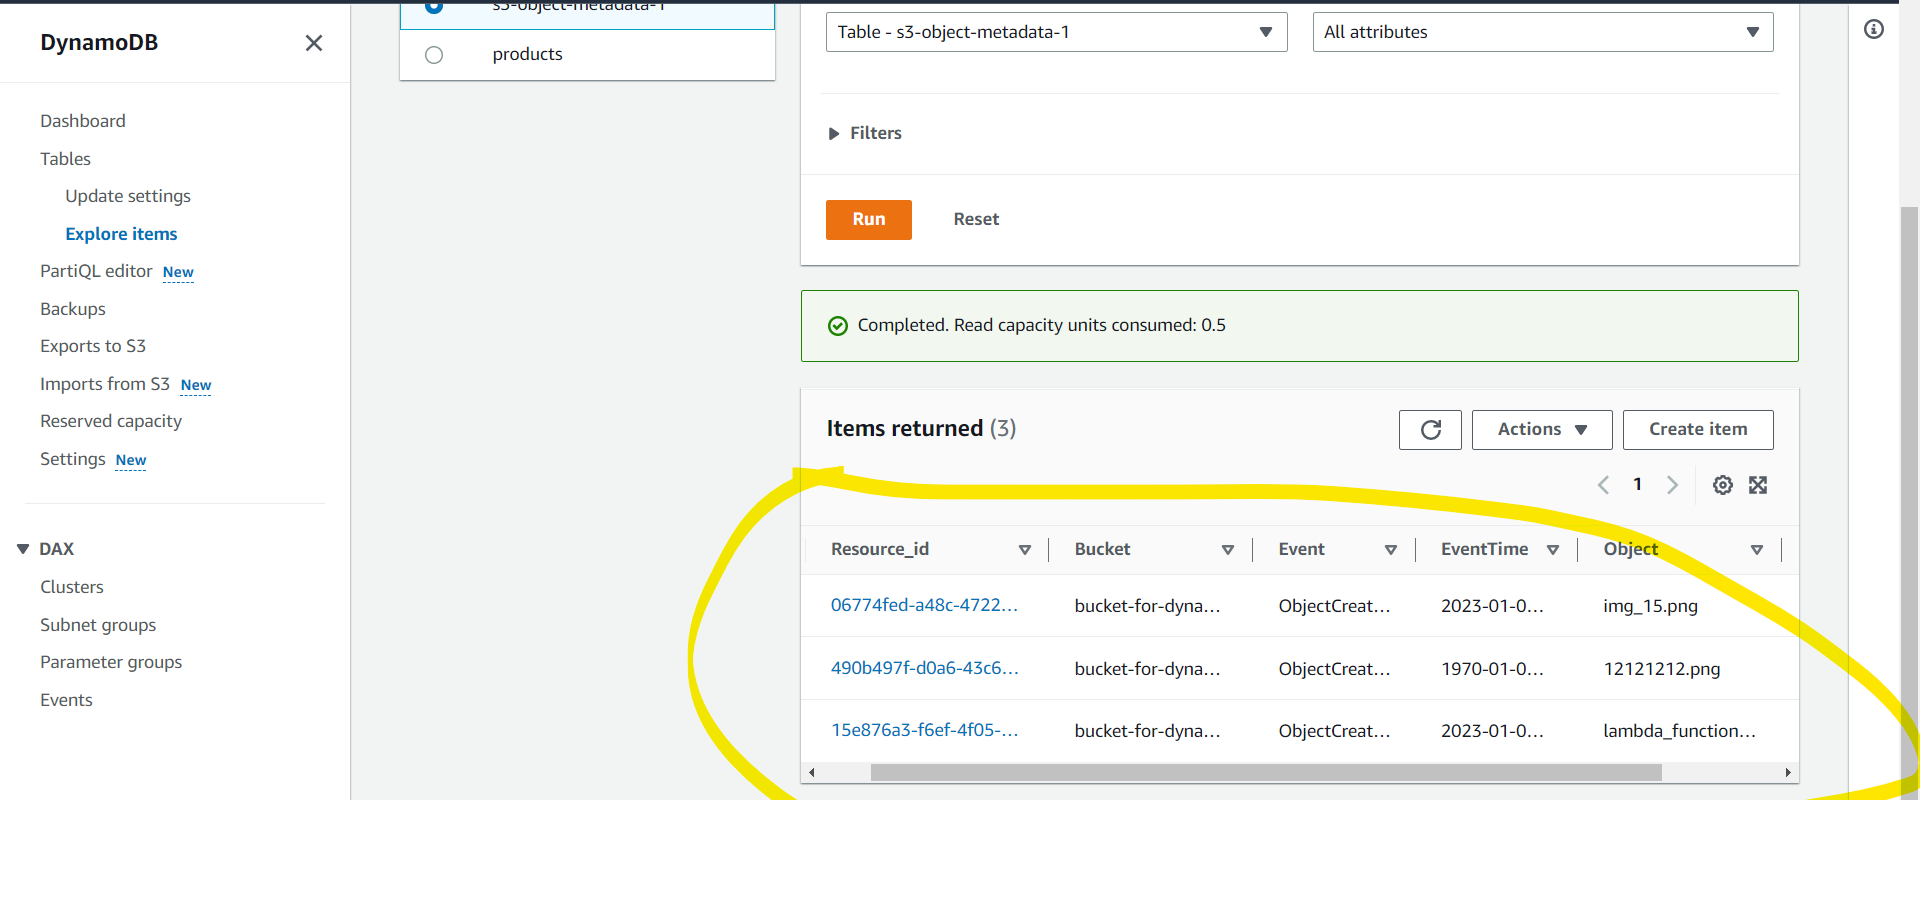 DynamoDB
Dashboard
Tables
Update settings
Explore items
PartiQL editor New
Backups
Exports to S3
Imports from S3 New
Reserved capacity
Settings New
DAX
Clusters
Subnet groups
Parameter groups
Events
s3-object-metadata-1
products
Table - s3-object-metadata-1
All attributes
Filters
Run Reset
Completed. Read capacity units consumed: 0.5
Items returned (3)
Actions
Create item
1
Resource_id Bucket Event EventTime Object
06774fed-a48c-4722... bucket-for-dyna... ObjectCreat... 2023-01-0... img_15.png
490b497f-d0a6-43c6... bucket-for-dyna... ObjectCreat... 1970-01-0... 12121212.png
15e876a3-f6ef-4f05-... bucket-for-dyna... ObjectCreat... 2023-01-0... lambda_function...